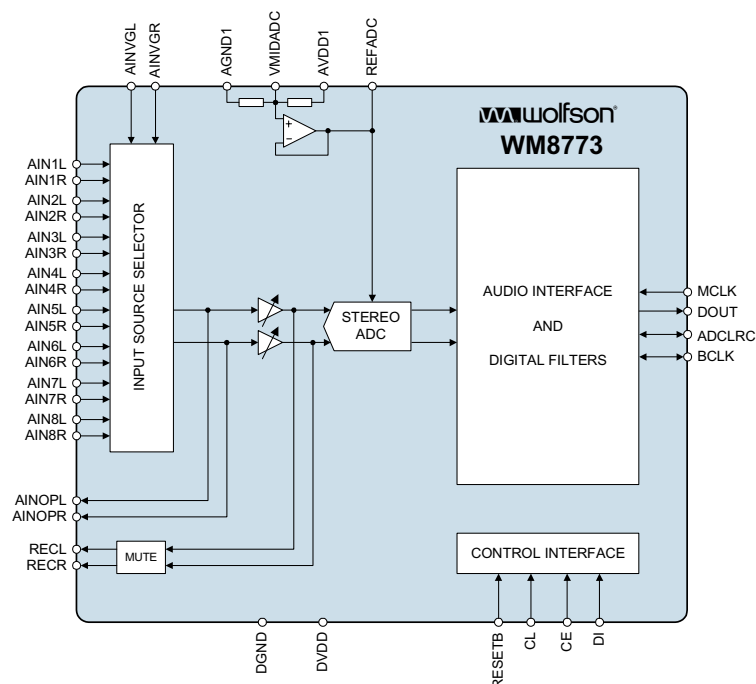 AINVGL
AINVGR
AGND1
VMIDADC
AVDD1
REFADC
wolfson®
WM8773
AIN1L
AIN1R
AIN2L
AIN2R
AIN3L
AIN3R
AIN4L
AIN4R
AIN5L
AIN5R
AIN6L
AIN6R
AIN7L
AIN7R
AIN8L
AIN8R
INPUT SOURCE SELECTOR
+
−
STEREO
ADC
AUDIO INTERFACE
AND
DIGITAL FILTERS
MCLK
DOUT
ADCLRC
BCLK
AINOPL
AINOPR
RECL
RECR
MUTE
CONTROL INTERFACE
DGND
DVDD
RESETB
CL
CE
DI